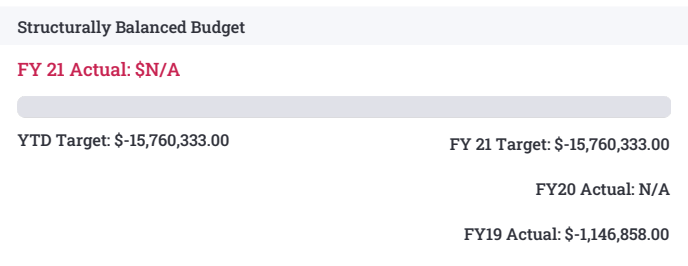 Structurally Balanced Budget
FY 21 Actual: $N/A
YTD Target: $-15,760,333.00
FY 21 Target: $-15,760,333.00
FY20 Actual: N/A
FY19 Actual: $-1,146,858.00